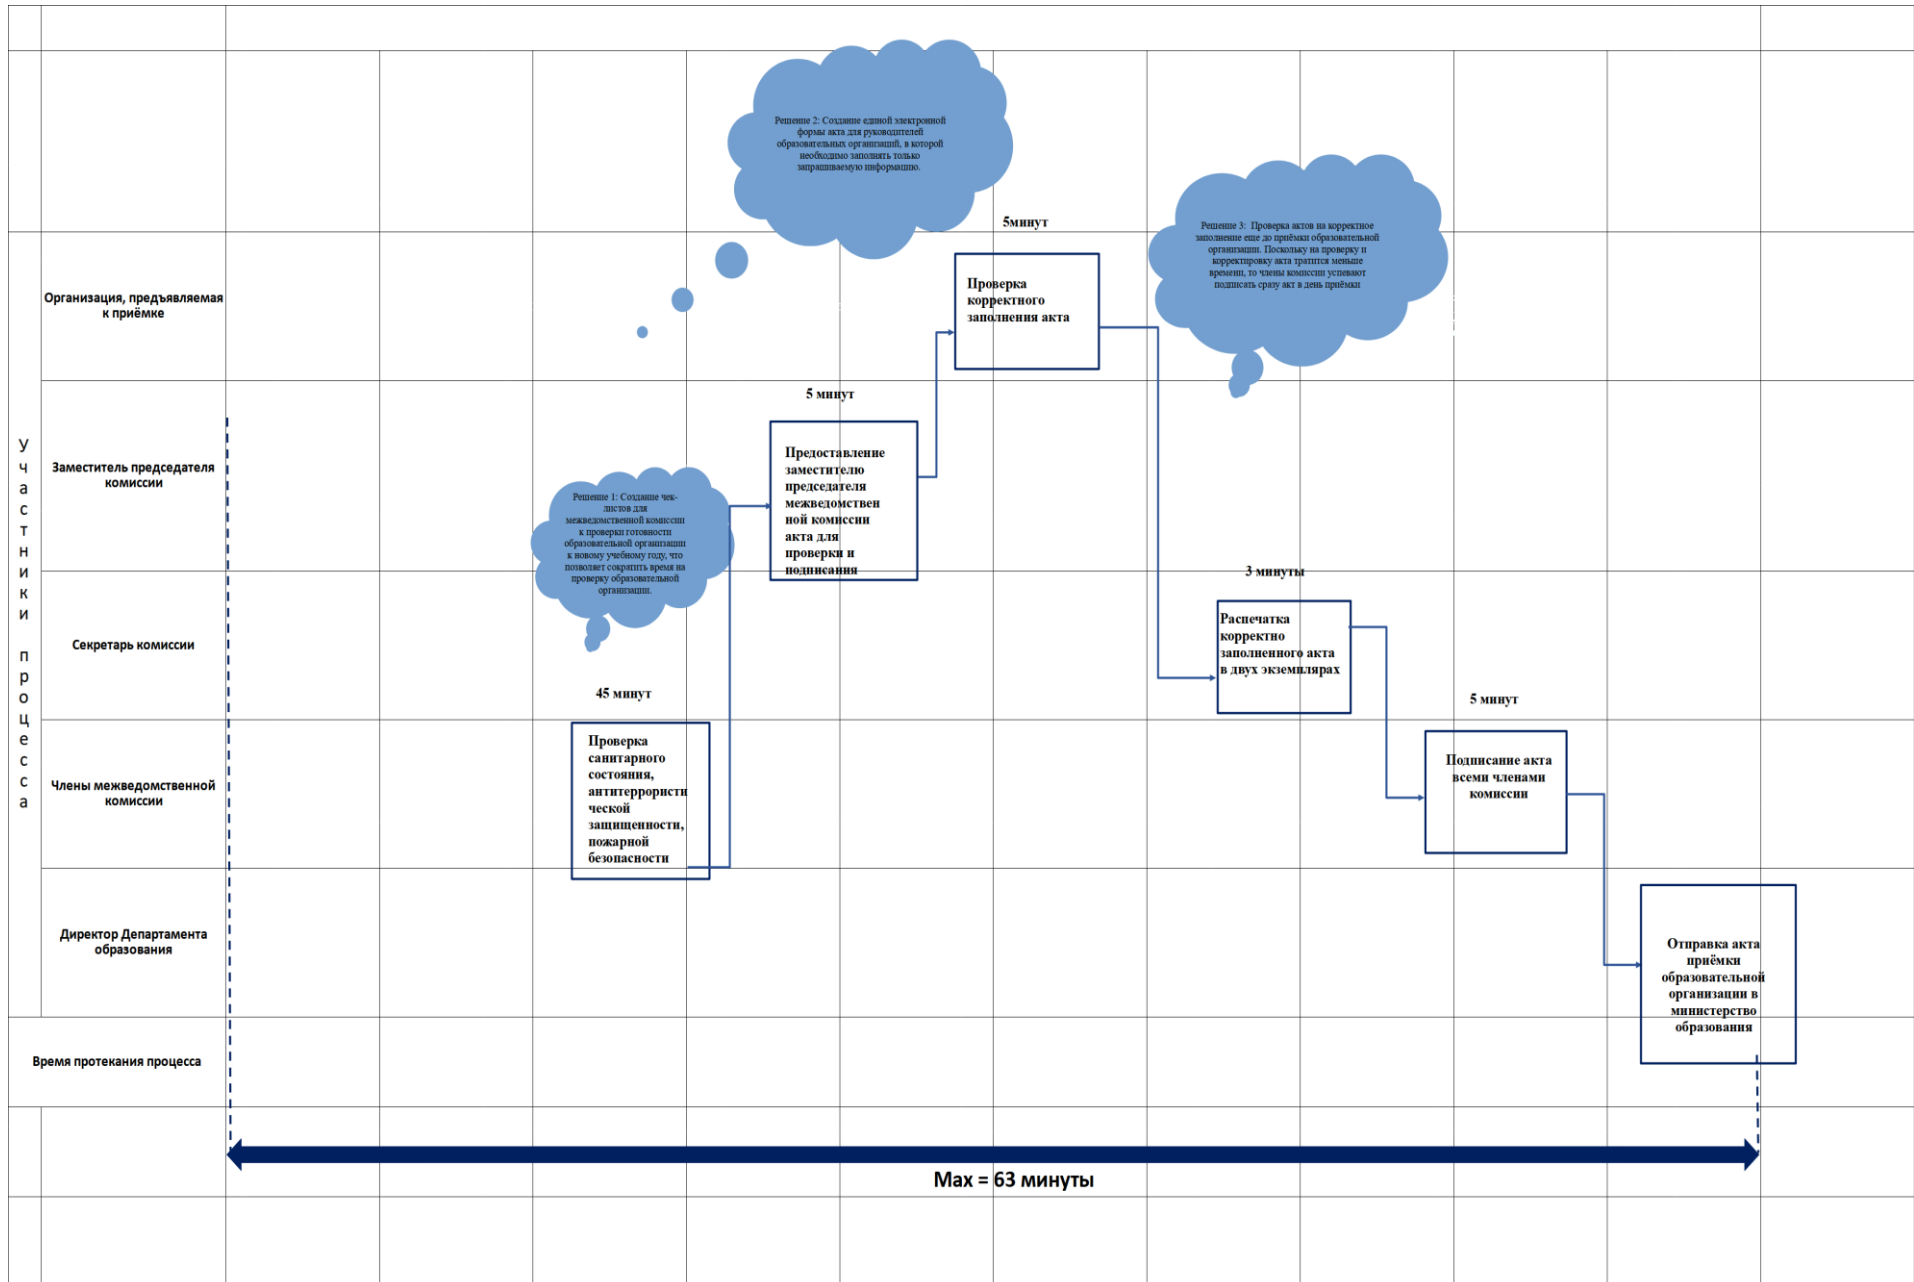 Решение 2: Создание единой электронной
формы акта для руководителей
образовательных организаций, в которой
необходимо заполнять только
запрашиваемую информацию.
5минут
Решение 3:  Проверка актов на корректное
заполнение еще до приёмки образовательной
организации. Поскольку на проверку и
корректировку акта тратится меньше
времени, то члены комиссии успевают
подписать сразу акт в день приёмки
Организация, предъявляемая
к приёмке
Проверка
корректного
заполнения акта
5 минут
Участники процесса
Заместитель председателя
комиссии
Решение 1: Создание чек-
листов для
межведомственной комиссии
к проверки готовности
образовательной организации
к новому учебному году, что
позволяет сократить время на
проверку образовательной
организации.
Предоставление
заместителю
председателя
межведомствен
ной комиссии
акта для
проверки и
подписания
3 минуты
Секретарь комиссии
Распечатка
корректно
заполненного акта
в двух экземплярах
45 минут
5 минут
Члены межведомственной
комиссии
Проверка
санитарного
состояния,
антитеррористи
ческой
защищенности,
пожарной
безопасности
Подписание акта
всеми членами
комиссии
Директор Департамента
образования
Отправка акта
приёмки
образовательной
организации в
министерство
образования
Время протекания процесса
Max = 63 минуты